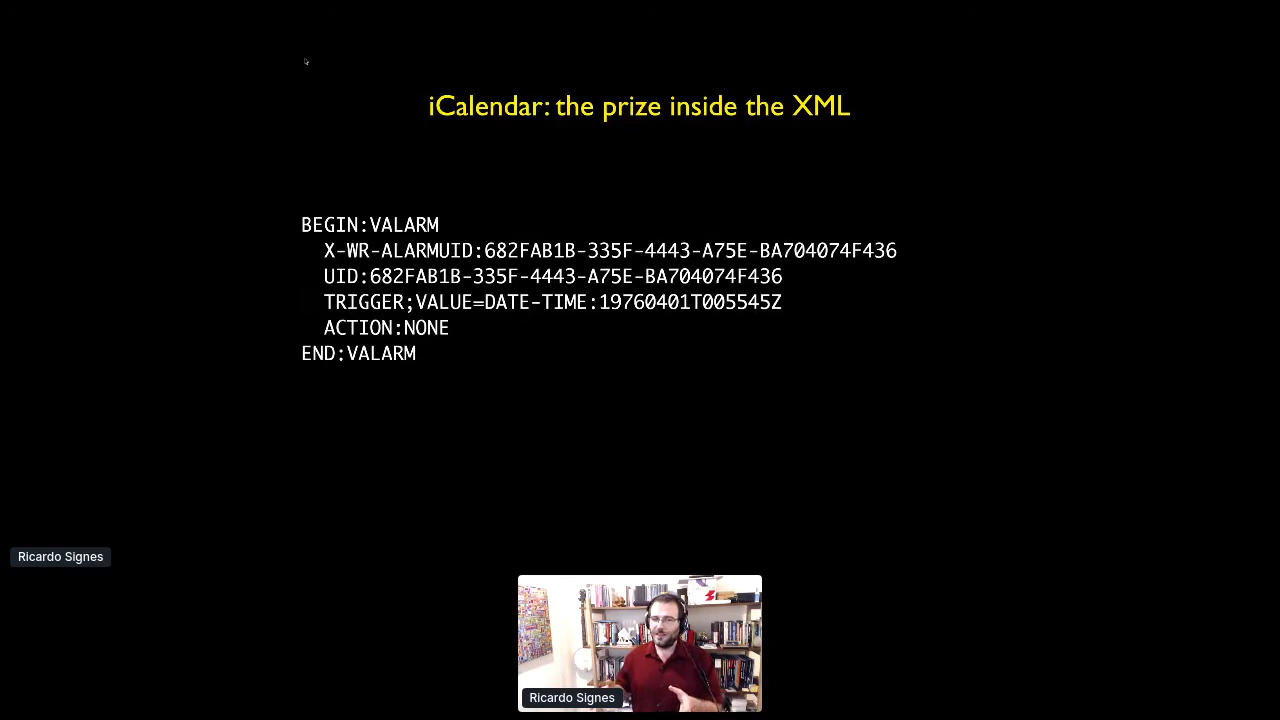 iCalendar: the prize inside the XML
BEGIN:VALARM
X-WR-ALARMUID:682FAB1B-335F-4443-A75E-BA704074F436
UID:682FAB1B-335F-4443-A75E-BA704074F436
TRIGGER;VALUE=DATE-TIME:19760401T005545Z
ACTION:NONE
END:VALARM
Ricardo Signes
Ricardo Signes